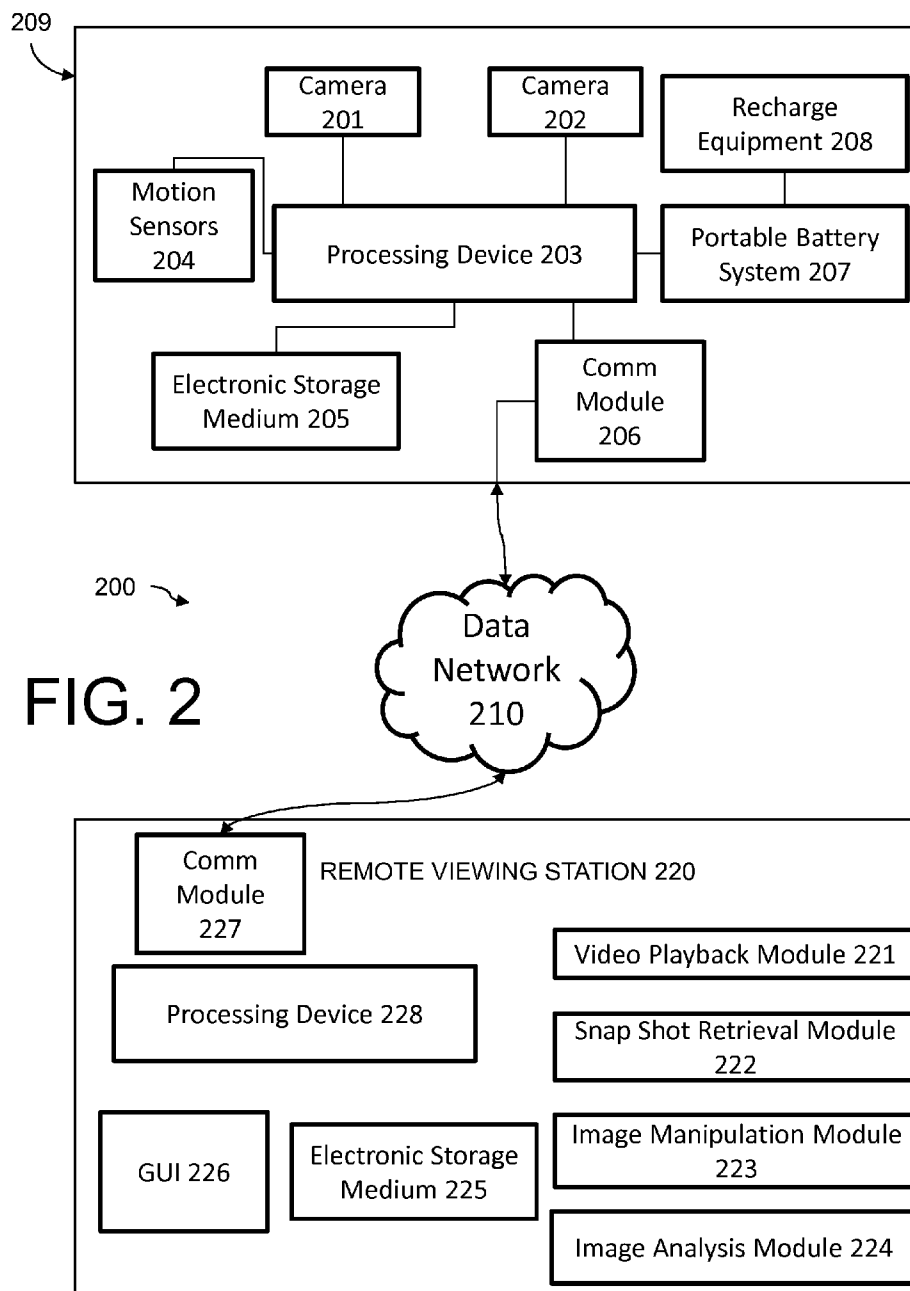 209
Camera
201
Camera
202
Recharge
Equipment 208
Motion
Sensors
204
Processing Device 203
Portable Battery
System 207
Electronic Storage
Medium 205
Comm
Module
206
200
Data
Network
210
FIG. 2
Comm
Module
227
REMOTE VIEWING STATION 220
Video Playback Module 221
Processing Device 228
Snap Shot Retrieval Module
222
GUI 226
Electronic Storage
Medium 225
Image Manipulation Module
223
Image Analysis Module 224